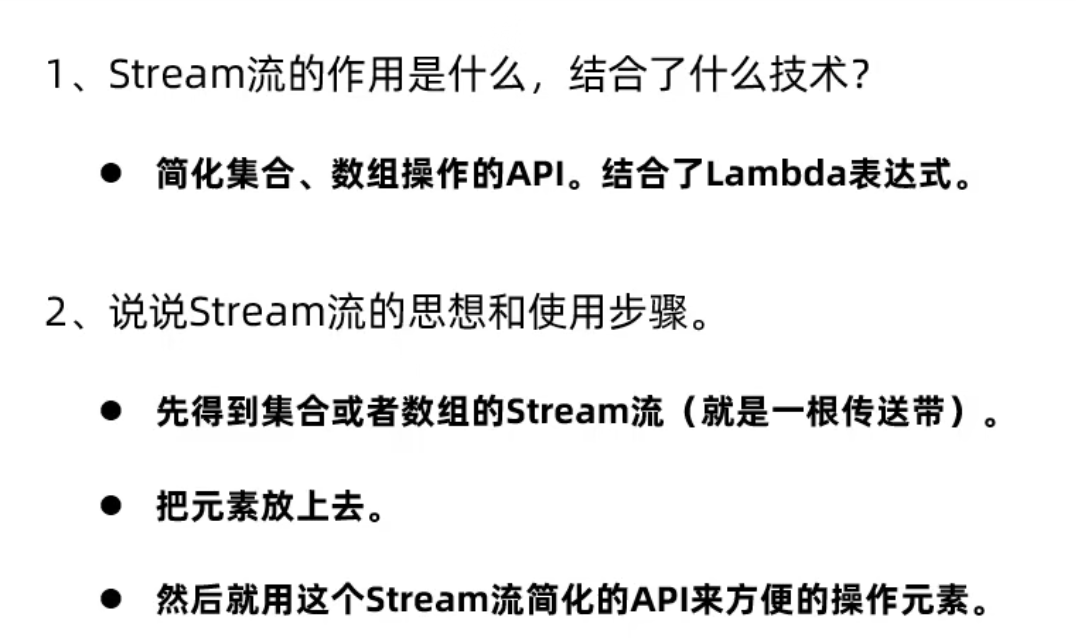 1、Stream流的作用是什么，结合了什么技术？
● 简化集合、数组操作的API。结合了Lambda表达式。
2、说说Stream流的思想和使用步骤。
● 先得到集合或者数组的Stream流（就是一根传送带）。
● 把元素放上去。
● 然后就用这个Stream流简化的API来方便的操作元素。